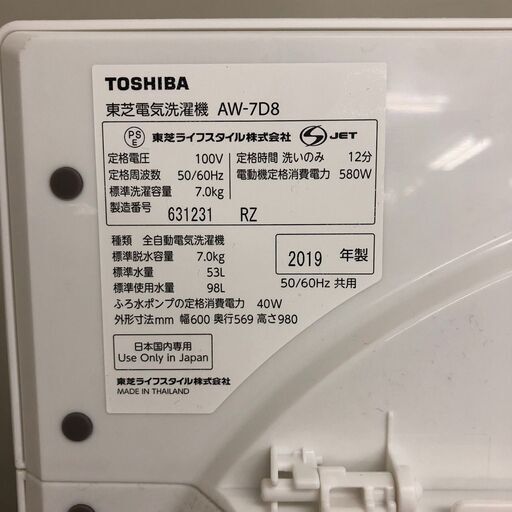 TOSHIBA
東芝電気洗濯機 AW-7D8
PS E 東芝ライフスタイル株式会社 S JET
定格電圧 100V 定格時間 洗いのみ 12分
定格周波数 50/60Hz 電動機定格消費電力 580W
標準洗濯容量 7.0kg
製造番号 631231 RZ
種類 全自動電気洗濯機
標準脱水容量 7.0kg 2019 年製
標準水量 53L
標準使用水量 98L 50/60Hz 共用
ふろ水ポンプの定格消費電力 40W
外形寸法mm 幅600 奥行569 高さ980
日本国内専用
Use Only in Japan
東芝ライフスタイル株式会社
MADE IN THAILAND